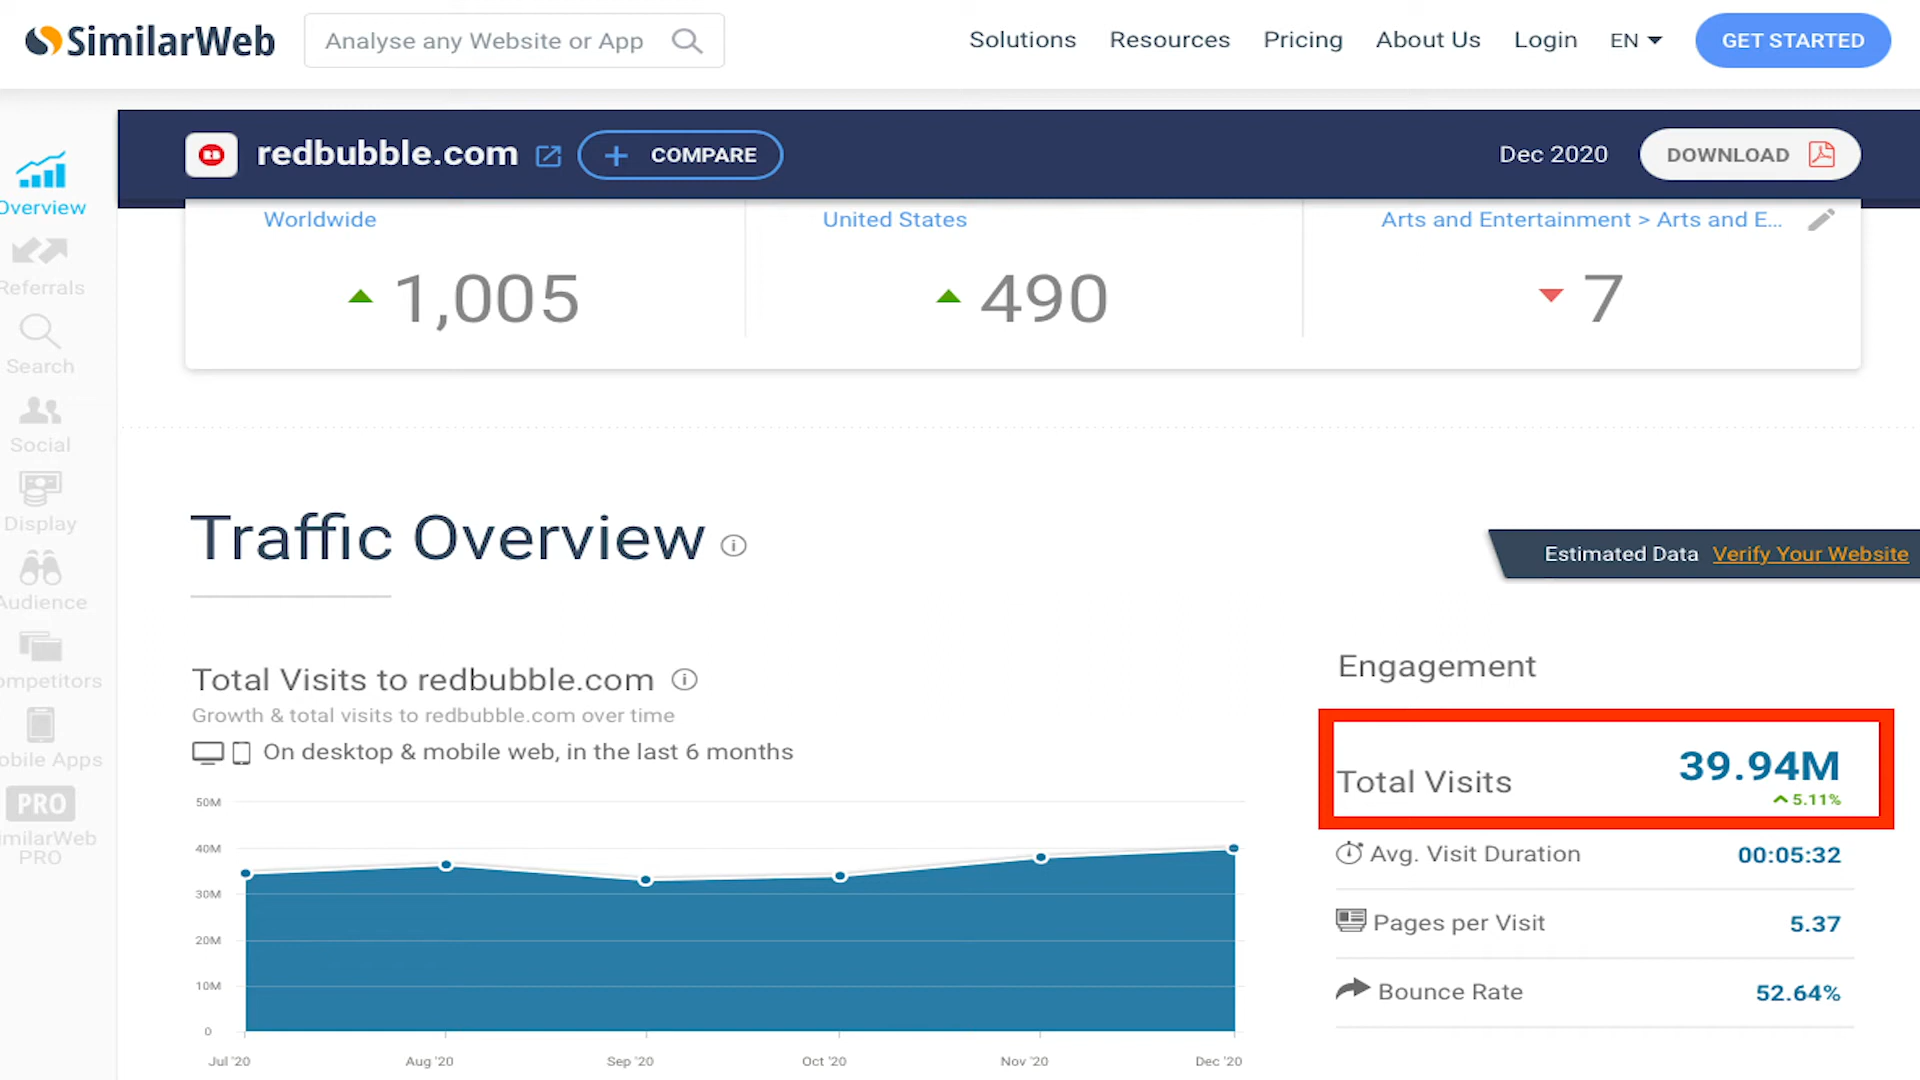 SimilarWeb
Analyse any Website or App
Solutions Resources Pricing About Us Login EN GET STARTED
redbubble.com
+ COMPARE
Dec 2020
DOWNLOAD
Overview
Referrals
Search
Social
Display
Audience
ompetitors
obile Apps
PRO
imilarWeb
PRO
Worldwide
1,005
United States
490
Arts and Entertainment > Arts and E...
7
Traffic Overview
Estimated Data Verify Your Website
Total Visits to redbubble.com
Growth & total visits to redbubble.com over time
On desktop & mobile web, in the last 6 months
50M
40M
30M
20M
10M
0
Jul '20 Aug '20 Sep '20 Oct '20 Nov '20 Dec '20
Engagement
Total Visits 39.94M
5.11%
Avg. Visit Duration 00:05:32
Pages per Visit 5.37
Bounce Rate 52.64%